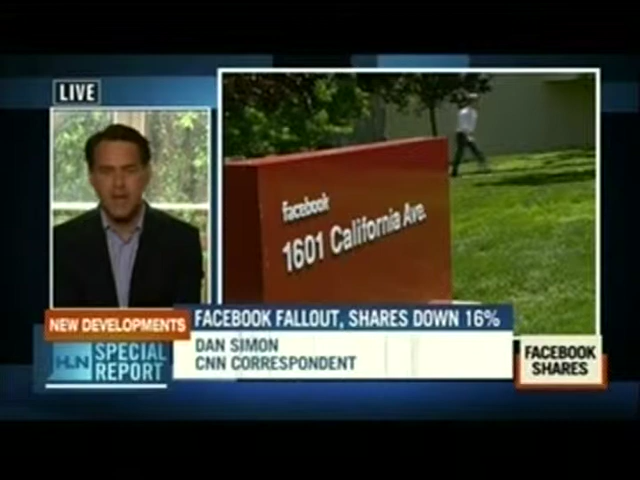 LIVE
facebook
1601 California Ave.
NEW DEVELOPMENTS
FACEBOOK FALLOUT, SHARES DOWN 16%
HLN
SPECIAL
REPORT
DAN SIMON
CNN CORRESPONDENT
FACEBOOK
SHARES